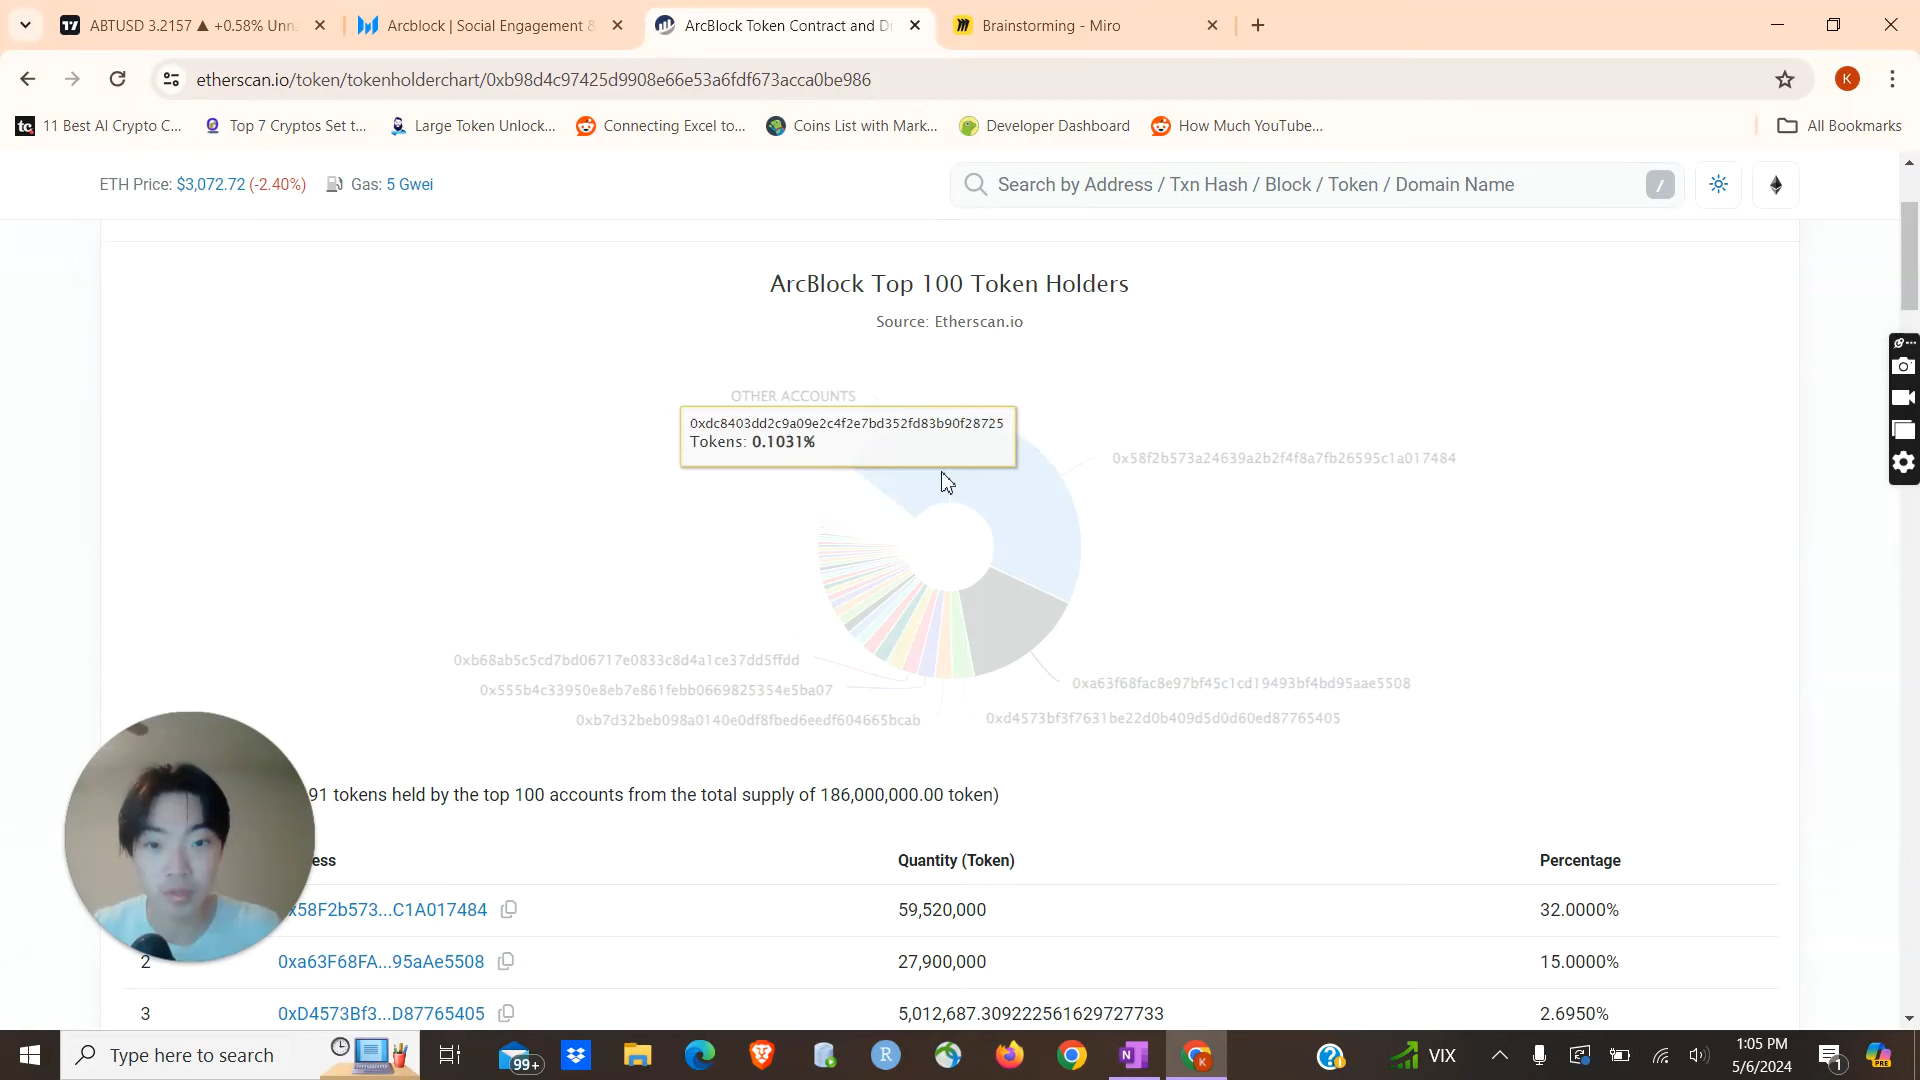 ABTUSD 3.2157 ▲ +0.58% Unn
Arcblock | Social Engagement &
ArcBlock Token Contract and Di
Brainstorming - Miro
etherscan.io/token/tokenholderchart/0xb98d4c97425d9908e66e53a6fdf673acca0be986
K
tc 11 Best AI Crypto C...
Top 7 Cryptos Set t...
Large Token Unlock...
Connecting Excel to...
Coins List with Mark...
Developer Dashboard
How Much YouTube...
All Bookmarks
ETH Price: $3,072.72 (-2.40%)
Gas: 5 Gwei
Search by Address / Txn Hash / Block / Token / Domain Name
/
ArcBlock Top 100 Token Holders
Source: Etherscan.io
OTHER ACCOUNTS
0xdc8403dd2c9a09e2c4f2e7bd352fd83b90f28725
Tokens: 0.1031%
0x58f2b573a24639a2b2f4f8a7fb26595c1a017484
0xb68ab5c5cd7bd06717e0833c8d4a1ce37dd5ffdd
0x555b4c33950e8eb7e861febb0669825354e5ba07
0xb7d32beb098a0140e0df8fbed6eedf604665bcab
0xa63f68fac8e97bf45c1cd19493bf4bd95aae5508
0xd4573bf3f7631be22d0b409d5d0d60ed87765405
91 tokens held by the top 100 accounts from the total supply of 186,000,000.00 token)
ess Quantity (Token) Percentage
x58F2b573...C1A017484 59,520,000 32.0000%
2 0xa63F68FA...95aAe5508 27,900,000 15.0000%
3 0xD4573Bf3...D87765405 5,012,687.309222561629727733 2.6950%
Type here to search
99+
R
N
K
VIX
1:05 PM
5/6/2024
1
PRE